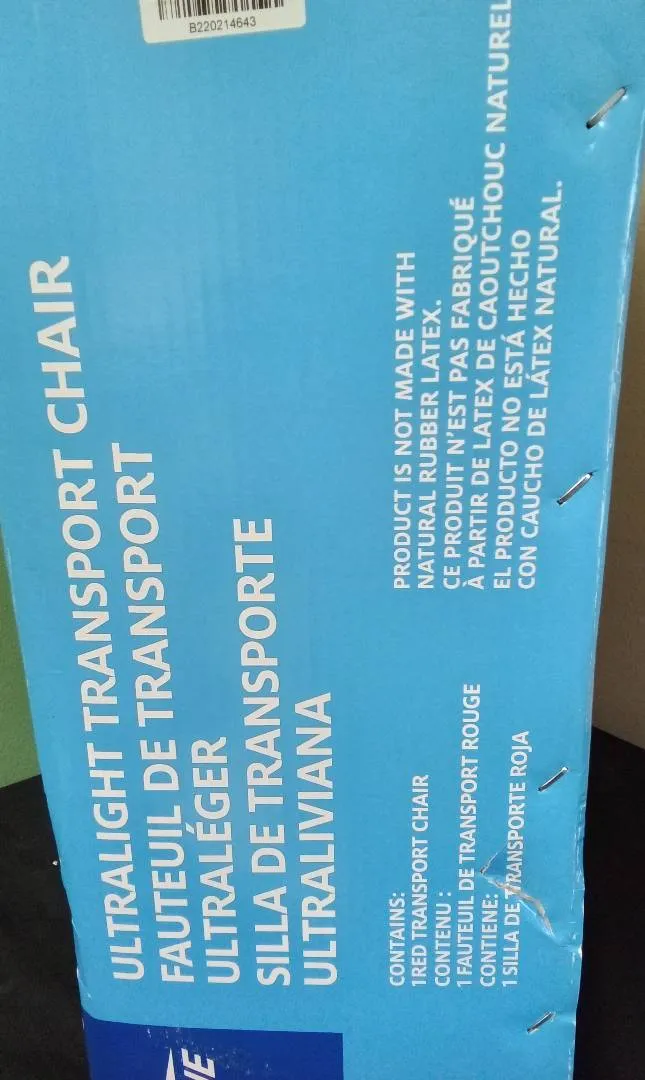 B220214643
ULTRALIGHT TRANSPORT CHAIR
FAUTEUIL DE TRANSPORT
ULTRALÉGER
SILLA DE TRANSPORTE
ULTRALIVIANA
CONTAINS:
1 RED TRANSPORT CHAIR
CONTENU :
1 FAUTEUIL DE TRANSPORT ROUGE
CONTIENE:
1 SILLA DE TRANSPORTE ROJA
PRODUCT IS NOT MADE WITH
NATURAL RUBBER LATEX.
CE PRODUIT N'EST PAS FABRIQUÉ
À PARTIR DE LATEX DE CAOUTCHOUC NATUREL
EL PRODUCTO NO ESTÁ HECHO
CON CAUCHO DE LÁTEX NATURAL.